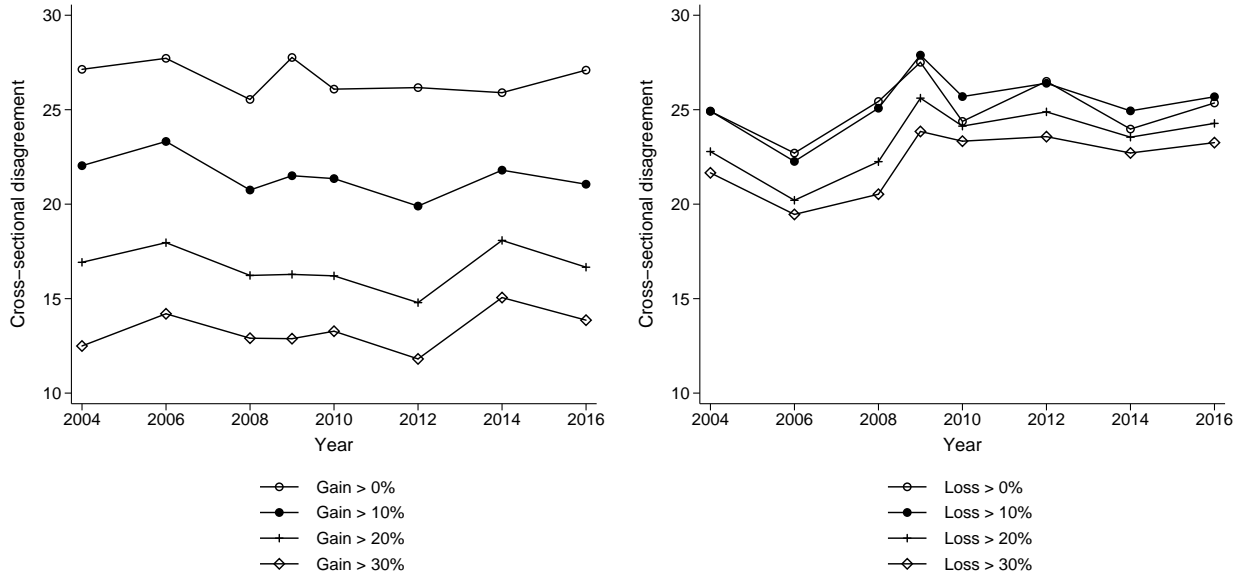 30
25
20
15
10
Cross−sectional disagreement
2004 2006 2008 2009 2010 2012 2014 2016
Year
Gain > 0%
Gain > 10%
Gain > 20%
Gain > 30%
30
25
20
15
10
Cross−sectional disagreement
2004 2006 2008 2009 2010 2012 2014 2016
Year
Loss > 0%
Loss > 10%
Loss > 20%
Loss > 30%